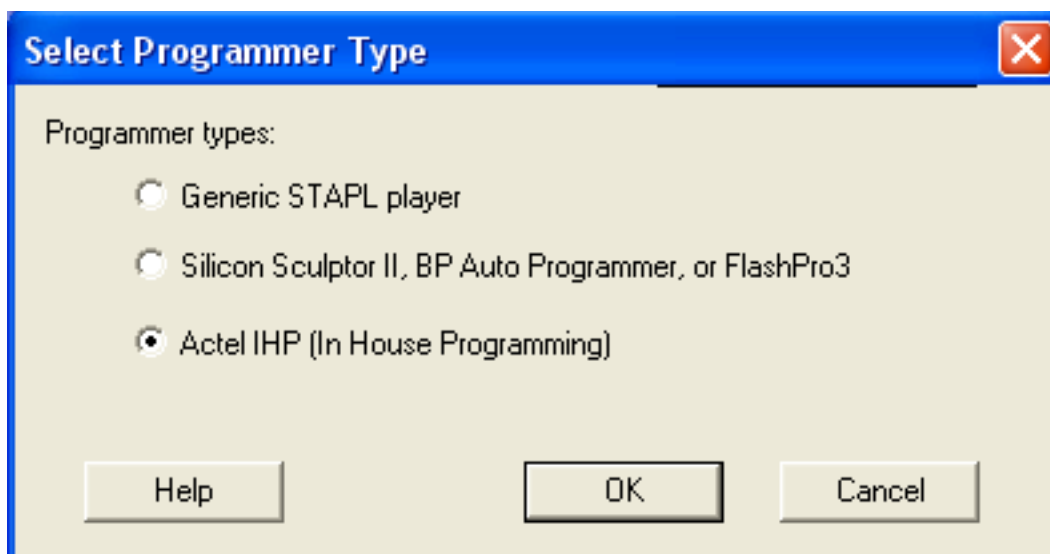 Select Programmer Type
Programmer types:
Generic STAPL player
Silicon Sculptor II, BP Auto Programmer, or FlashPro3
Actel IHP (In House Programming)
Help OK Cancel